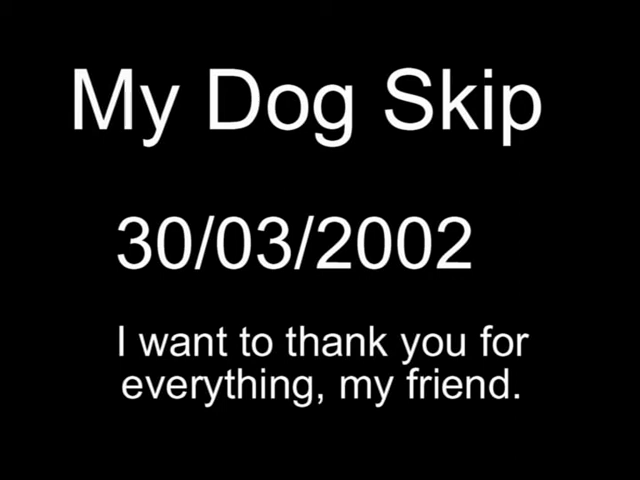 My Dog Skip
30/03/2002
I want to thank you for
everything, my friend.